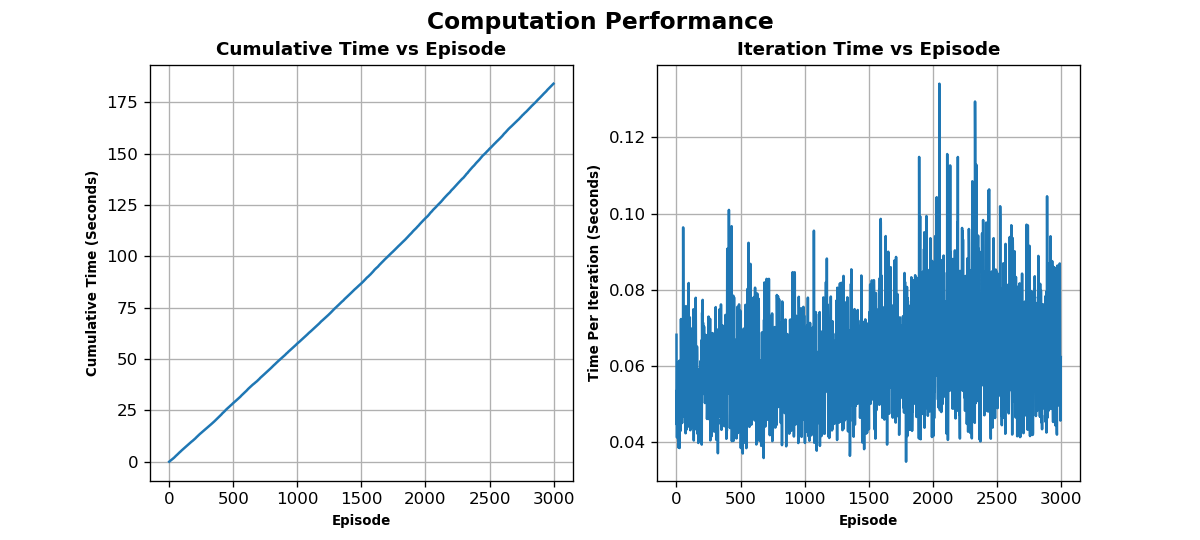 Computation Performance
Cumulative Time vs Episode
Cumulative Time (Seconds)
175
150
125
100
75
50
25
0
0 500 1000 1500 2000 2500 3000
Episode
Iteration Time vs Episode
Time Per Iteration (Seconds)
0.12
0.10
0.08
0.06
0.04
0 500 1000 1500 2000 2500 3000
Episode